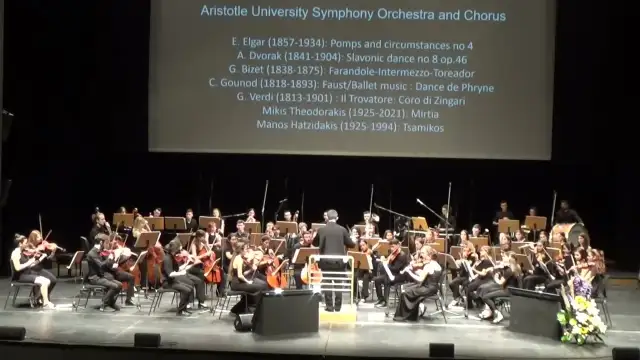 Aristotle University Symphony Orchestra and Chorus
E. Elgar (1857-1934): Pomps and circumstances no 4
A. Dvorak (1841-1904): Slavonic dance no 8 op.46
G. Bizet (1838-1875): Farandole-Intermezzo-Toreador
C. Gounod (1818-1893): Faust/Ballet music : Dance de Phryne
G. Verdi (1813-1901) : Il Trovatore: Coro di Zingari
Mikis Theodorakis (1925-2021): Mirtia
Manos Hatzidakis (1925-1994): Tsamikos